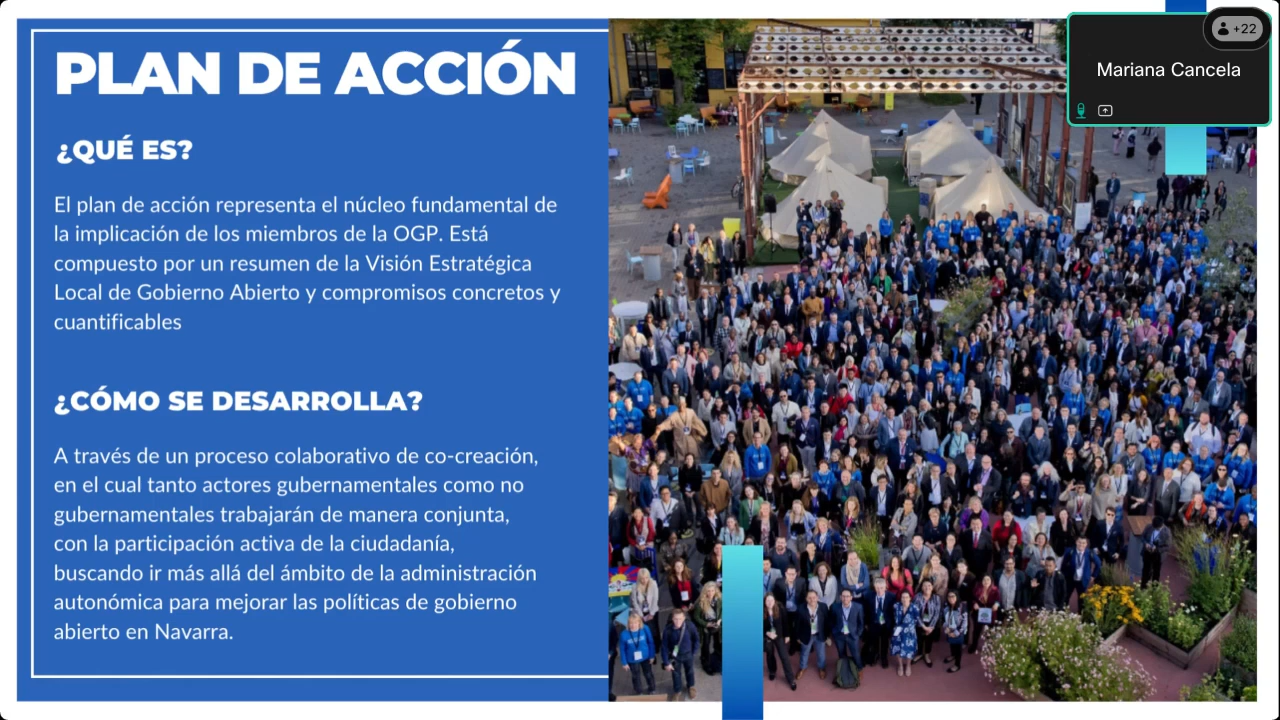 PLAN DE ACCIÓN
¿QUÉ ES?
El plan de acción representa el núcleo fundamental de
la implicación de los miembros de la OGP. Está
compuesto por un resumen de la Visión Estratégica
Local de Gobierno Abierto y compromisos concretos y
cuantificables
¿CÓMO SE DESARROLLA?
A través de un proceso colaborativo de co-creación,
en el cual tanto actores gubernamentales como no
gubernamentales trabajarán de manera conjunta,
con la participación activa de la ciudadanía,
buscando ir más allá del ámbito de la administración
autonómica para mejorar las políticas de gobierno
abierto en Navarra.
+22
Mariana Cancela